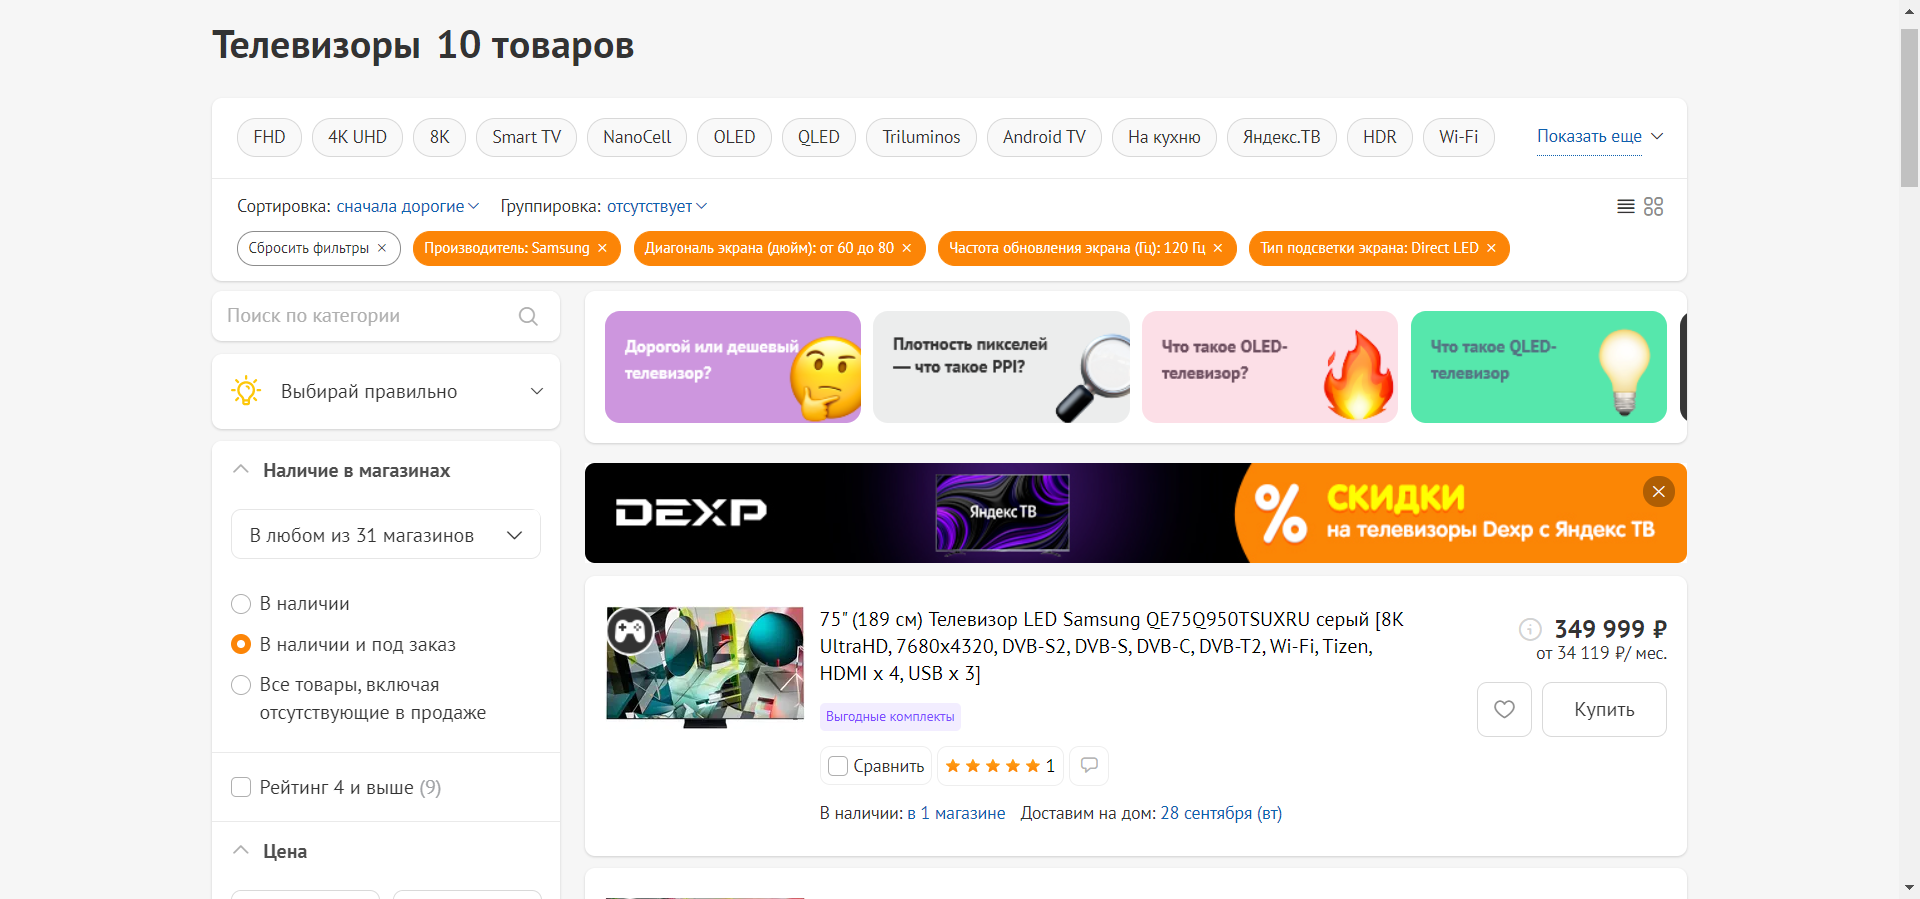 Телевизоры 10 товаров
FHD 4K UHD 8K Smart TV NanoCell OLED QLED Triluminos Android TV На кухню Яндекс.ТВ HDR Wi-Fi Показать еще
Сортировка: сначала дорогие Группировка: отсутствует
Сбросить фильтры Производитель: Samsung Диагональ экрана (дюйм): от 60 до 80 Частота обновления экрана (Гц): 120 Гц Тип подсветки экрана: Direct LED
Поиск по категории
Выбирай правильно
Наличие в магазинах
В любом из 31 магазинов
В наличии
В наличии и под заказ
Все товары, включая
отсутствующие в продаже
Рейтинг 4 и выше (9)
Цена
Дорогой или дешевый
телевизор?
Плотность пикселей
— что такое PPI?
Что такое OLED-
телевизор?
Что такое QLED-
телевизор
DEXP
Яндекс ТВ
%
СКИДКИ
на телевизоры Dexp с Яндекс ТВ
75" (189 см) Телевизор LED Samsung QE75Q950TSUXRU серый [8K
UltraHD, 7680x4320, DVB-S2, DVB-S, DVB-C, DVB-T2, Wi-Fi, Tizen,
HDMI x 4, USB x 3]
Выгодные комплекты
Сравнить 1
В наличии: в 1 магазине Доставим на дом: 28 сентября (вт)
349 999 ₽
от 34 119 ₽/ мес.
Купить